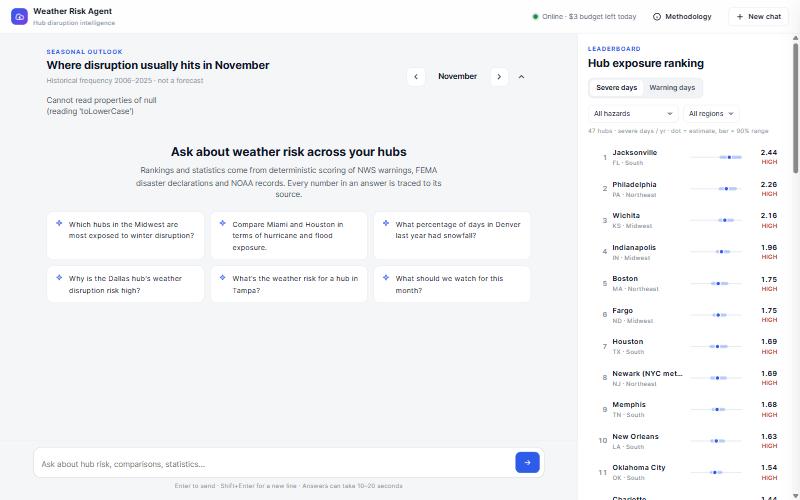 Weather Risk Agent
Hub disruption intelligence
Online · $3 budget left today
Methodology
New chat
SEASONAL OUTLOOK
Where disruption usually hits in November
Historical frequency 2006–2025 · not a forecast
November
Cannot read properties of null
(reading 'toLowerCase')
Ask about weather risk across your hubs
Rankings and statistics come from deterministic scoring of NWS warnings, FEMA
disaster declarations and NOAA records. Every number in an answer is traced to its
source.
Which hubs in the Midwest are
most exposed to winter disruption?
Compare Miami and Houston in
terms of hurricane and flood
exposure.
What percentage of days in Denver
last year had snowfall?
Why is the Dallas hub's weather
disruption risk high?
What's the weather risk for a hub in
Tampa?
What should we watch for this
month?
Ask about hub risk, comparisons, statistics...
Enter to send · Shift+Enter for a new line · Answers can take 10–20 seconds
LEADERBOARD
Hub exposure ranking
Severe days
Warning days
All hazards
All regions
47 hubs · severe days / yr · dot = estimate, bar = 90% range
1
Jacksonville
FL · South
2.44
HIGH
2
Philadelphia
PA · Northeast
2.26
HIGH
3
Wichita
KS · Midwest
2.16
HIGH
4
Indianapolis
IN · Midwest
1.96
HIGH
5
Boston
MA · Northeast
1.75
HIGH
6
Fargo
ND · Midwest
1.75
HIGH
7
Houston
TX · South
1.69
HIGH
8
Newark (NYC met...
NJ · Northeast
1.69
HIGH
9
Memphis
TN · South
1.68
HIGH
10
New Orleans
LA · South
1.63
HIGH
11
Oklahoma City
OK · South
1.54
HIGH
Charlotte
1.44